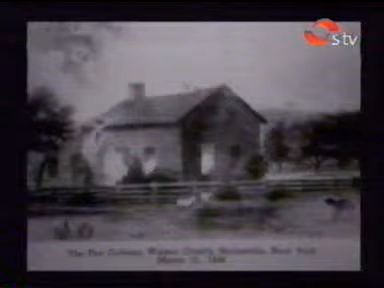 stv
The Fox Cottage, Wayne County, Hydesville, New York
March 31, 1848